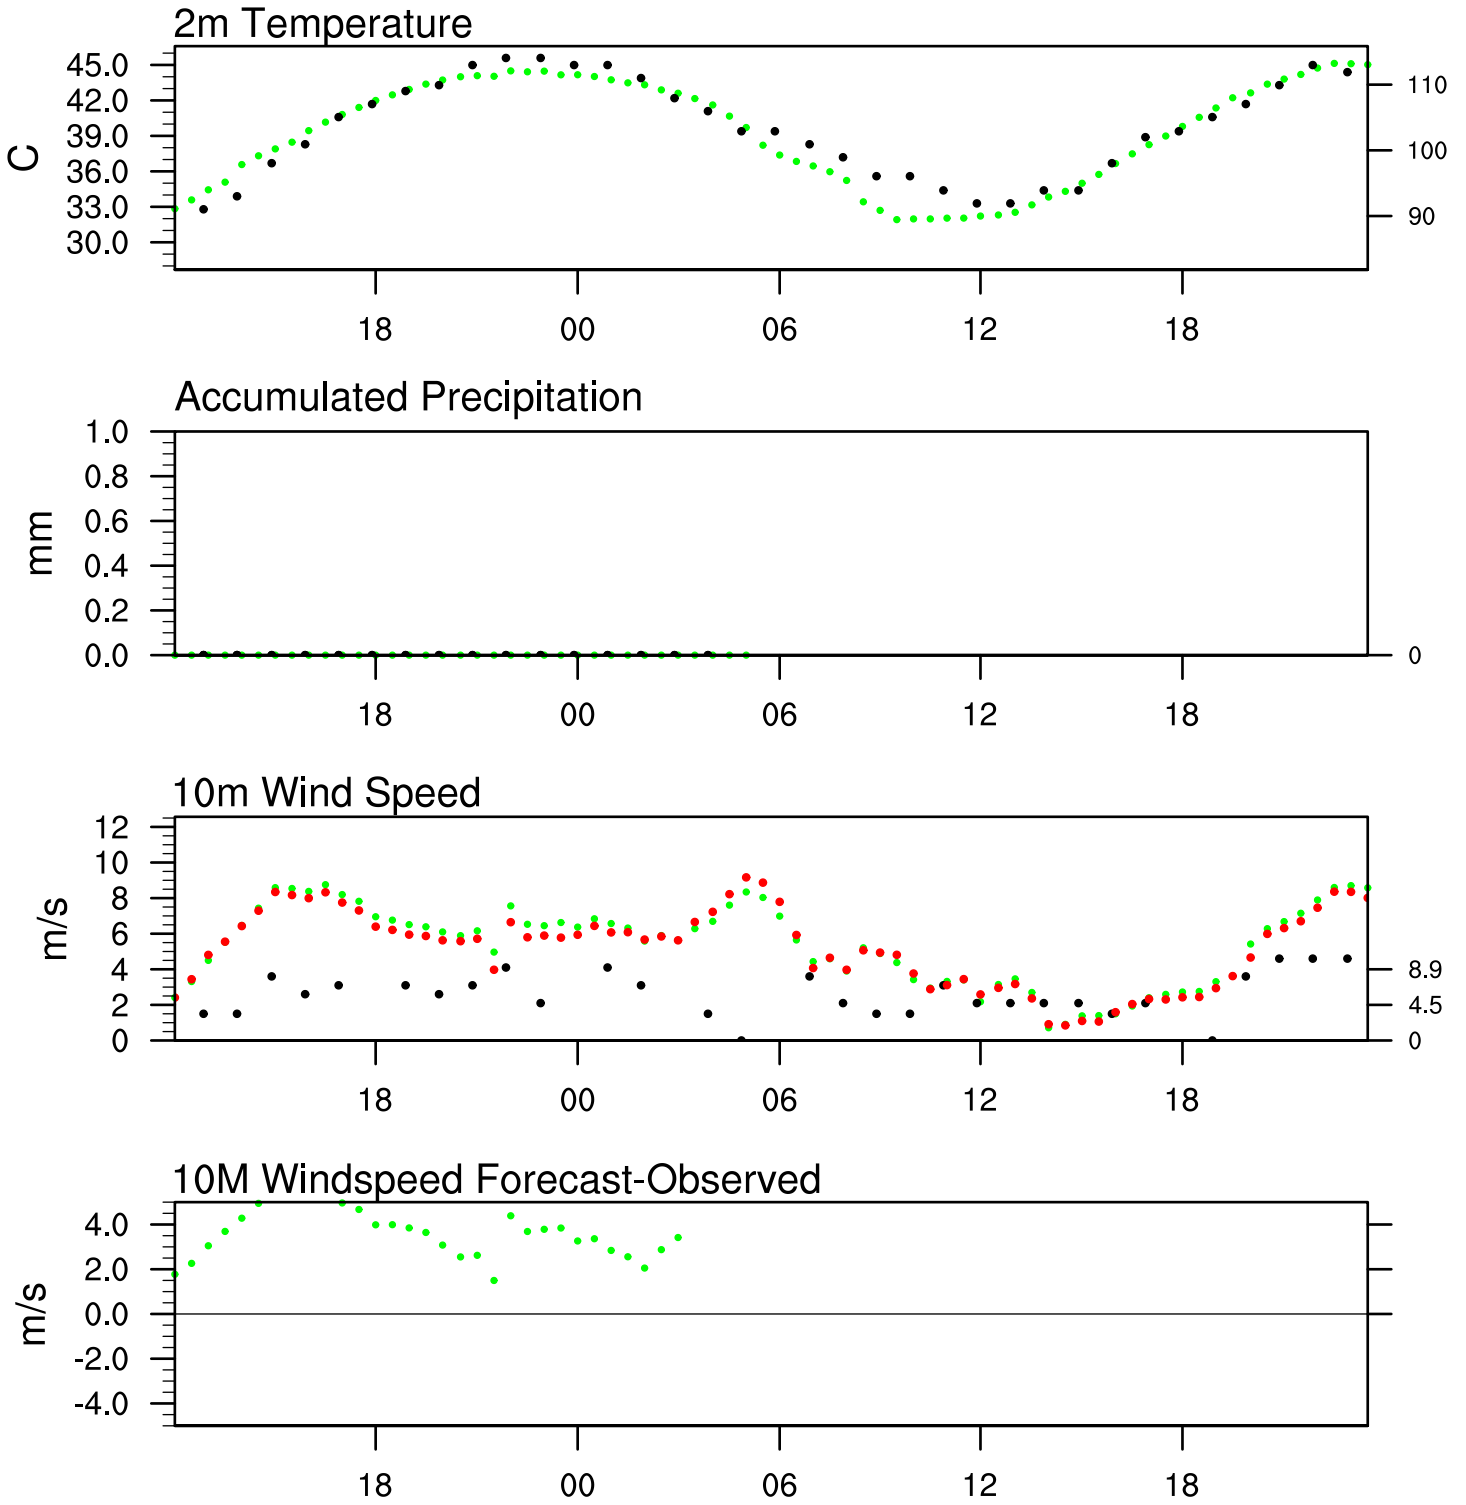 2m Temperature
45.0
42.0
39.0
36.0
33.0
30.0
C
110
100
90
18 00 06 12 18
Accumulated Precipitation
1.0
0.8
0.6
0.4
0.2
0.0
mm
0
18 00 06 12 18
10m Wind Speed
12
10
8
6
4
2
0
m/s
8.9
4.5
0
18 00 06 12 18
10M Windspeed Forecast-Observed
4.0
2.0
0.0
-2.0
-4.0
m/s
18 00 06 12 18